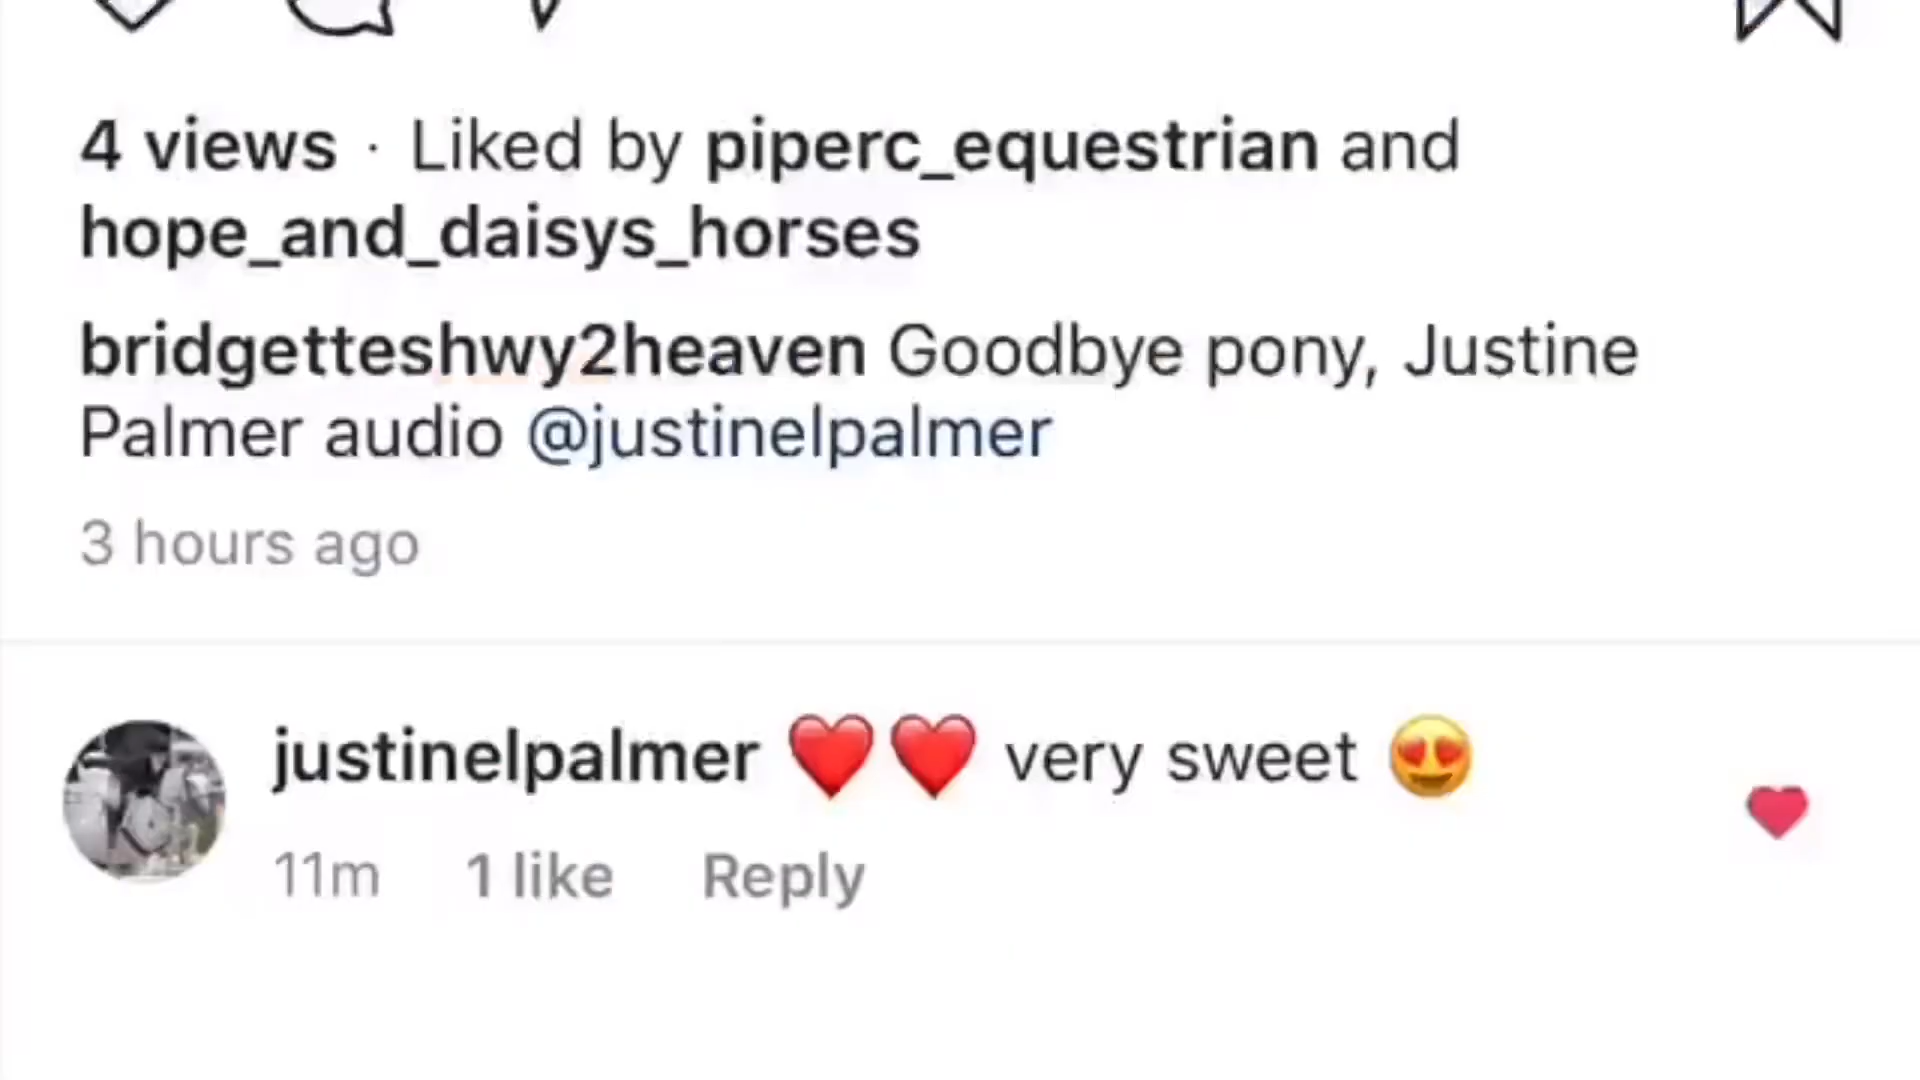 4 views · Liked by piperc_equestrian and
hope_and_daisys_horses
bridgetteshwy2heaven Goodbye pony, Justine
Palmer audio @justinelpalmer
3 hours ago
justinelpalmer ❤️❤️ very sweet 😍
11m 1 like Reply